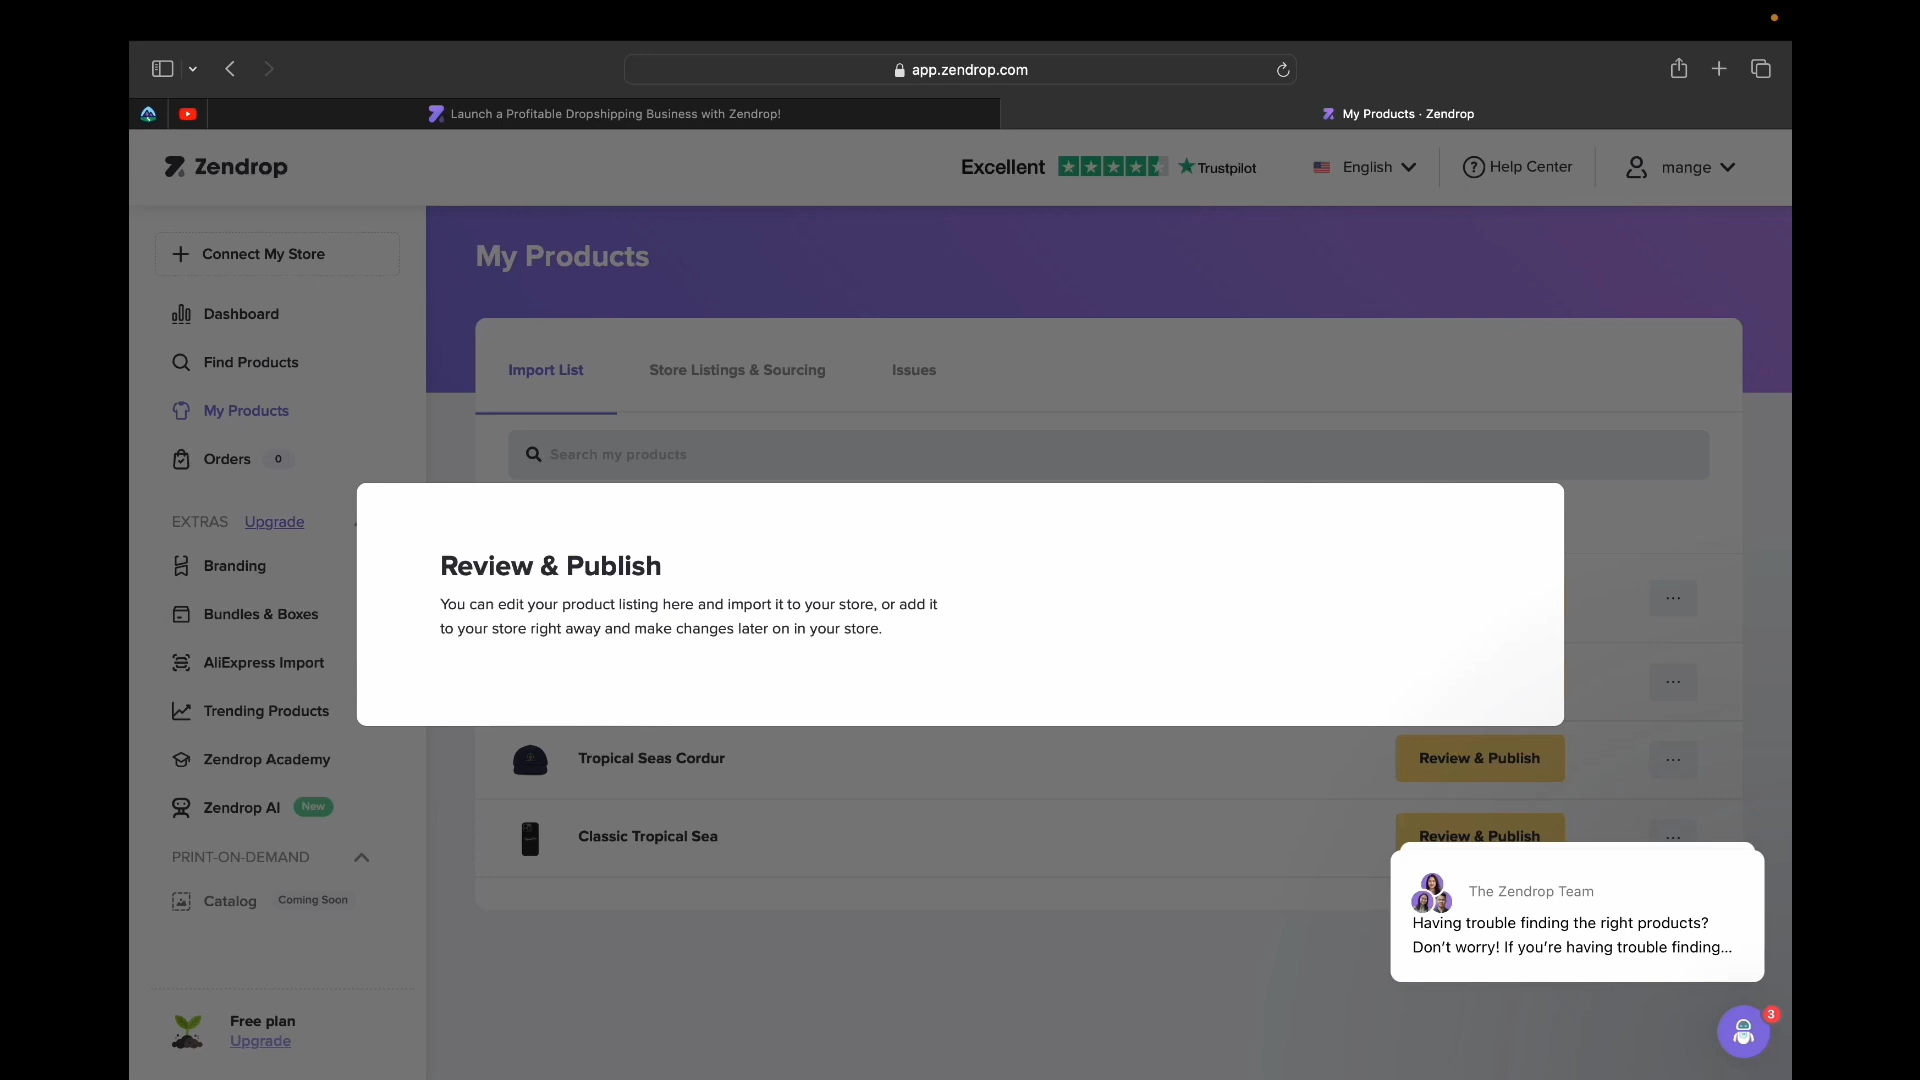 app.zendrop.com
Launch a Profitable Dropshipping Business with Zendrop!
My Products · Zendrop
Zendrop
Excellent
Trustpilot
English
Help Center
mange
Connect My Store
My Products
Dashboard
Find Products
Import List
Store Listings & Sourcing
Issues
My Products
Search my products
Orders 0
EXTRAS Upgrade
Review & Publish
You can edit your product listing here and import it to your store, or add it
to your store right away and make changes later on in your store.
Branding
Bundles & Boxes
AliExpress Import
Trending Products
Zendrop Academy
Zendrop AI New
Tropical Seas Cordur
Review & Publish
Classic Tropical Sea
Review & Publish
PRINT-ON-DEMAND
Catalog Coming Soon
The Zendrop Team
Having trouble finding the right products?
Don't worry! If you're having trouble finding...
Free plan
Upgrade
3